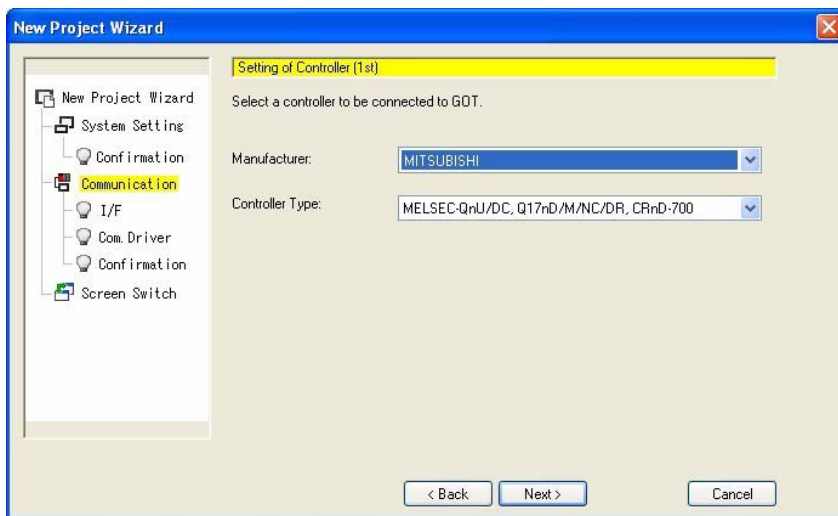 New Project Wizard
New Project Wizard
System Setting
Confirmation
Communication
I/F
Com. Driver
Confirmation
Screen Switch
Setting of Controller (1st)
Select a controller to be connected to GOT.
Manufacturer:
MITSUBISHI
Controller Type:
MELSEC-QnU/DC, Q17nD/M/NC/DR, CRnD-700
< Back
Next >
Cancel